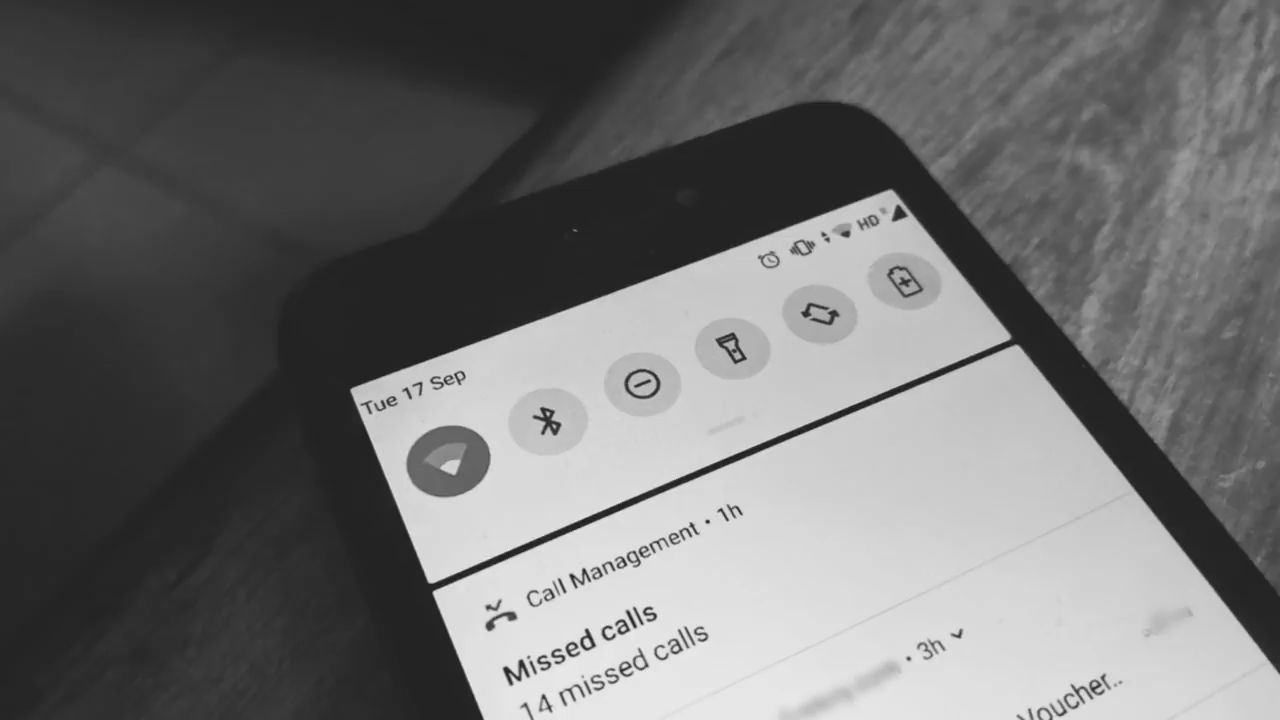 HD R
Tue 17 Sep
Call Management • 1h
Missed calls
14 missed calls
• 3h
Voucher..